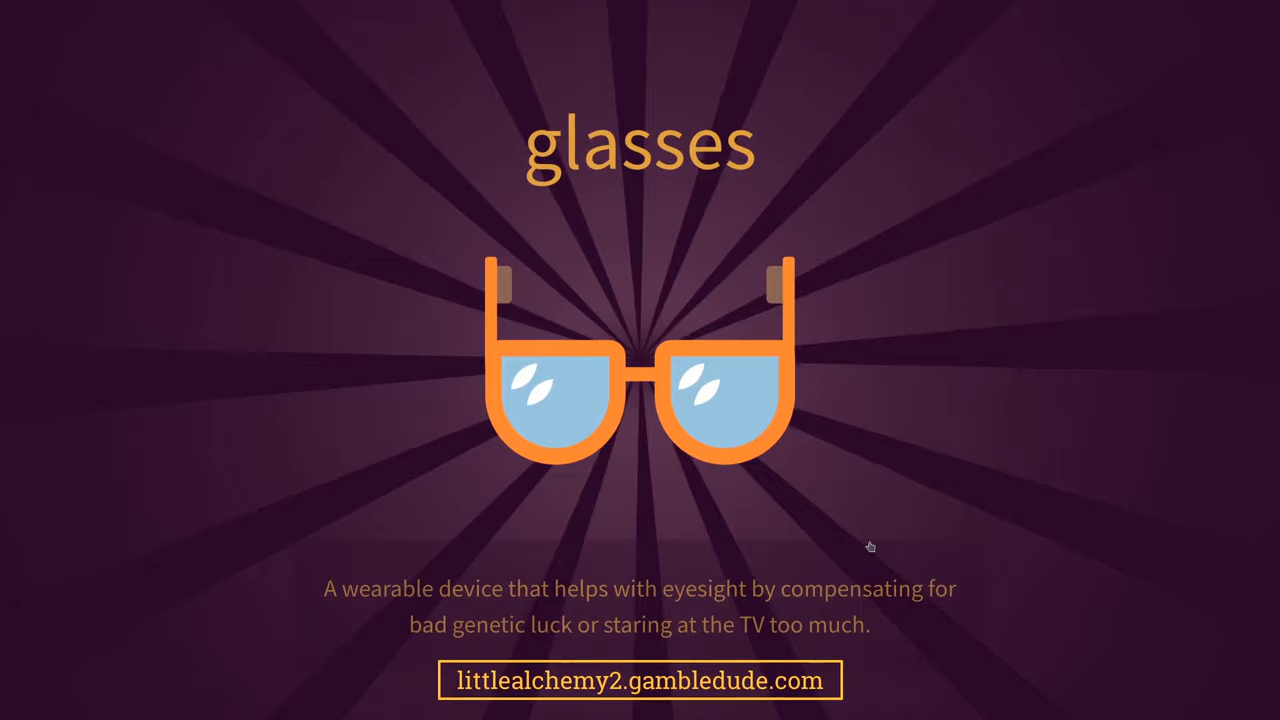 glasses
A wearable device that helps with eyesight by compensating for
bad genetic luck or staring at the TV too much.
littlealchemy2.gambledude.com